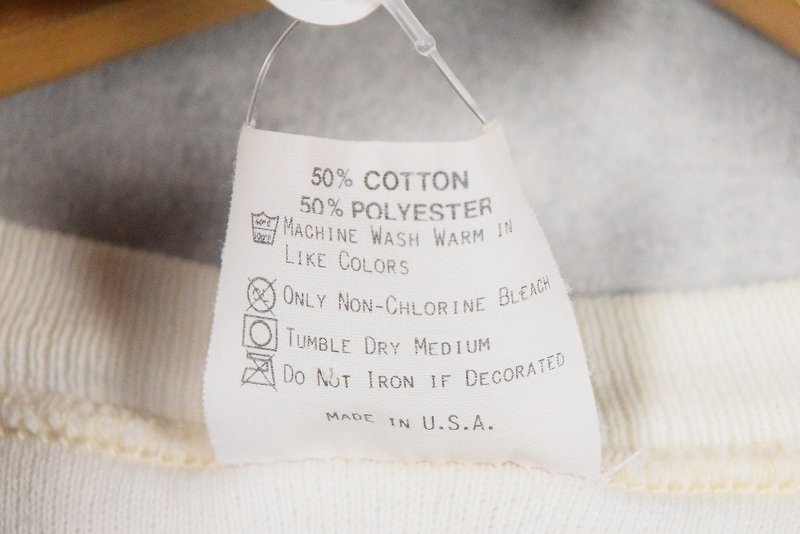 50% COTTON
50% POLYESTER
MACHINE WASH WARM IN
LIKE COLORS
ONLY NON-CHLORINE BLEACH
TUMBLE DRY MEDIUM
DO NOT IRON IF DECORATED
MADE IN U.S.A.